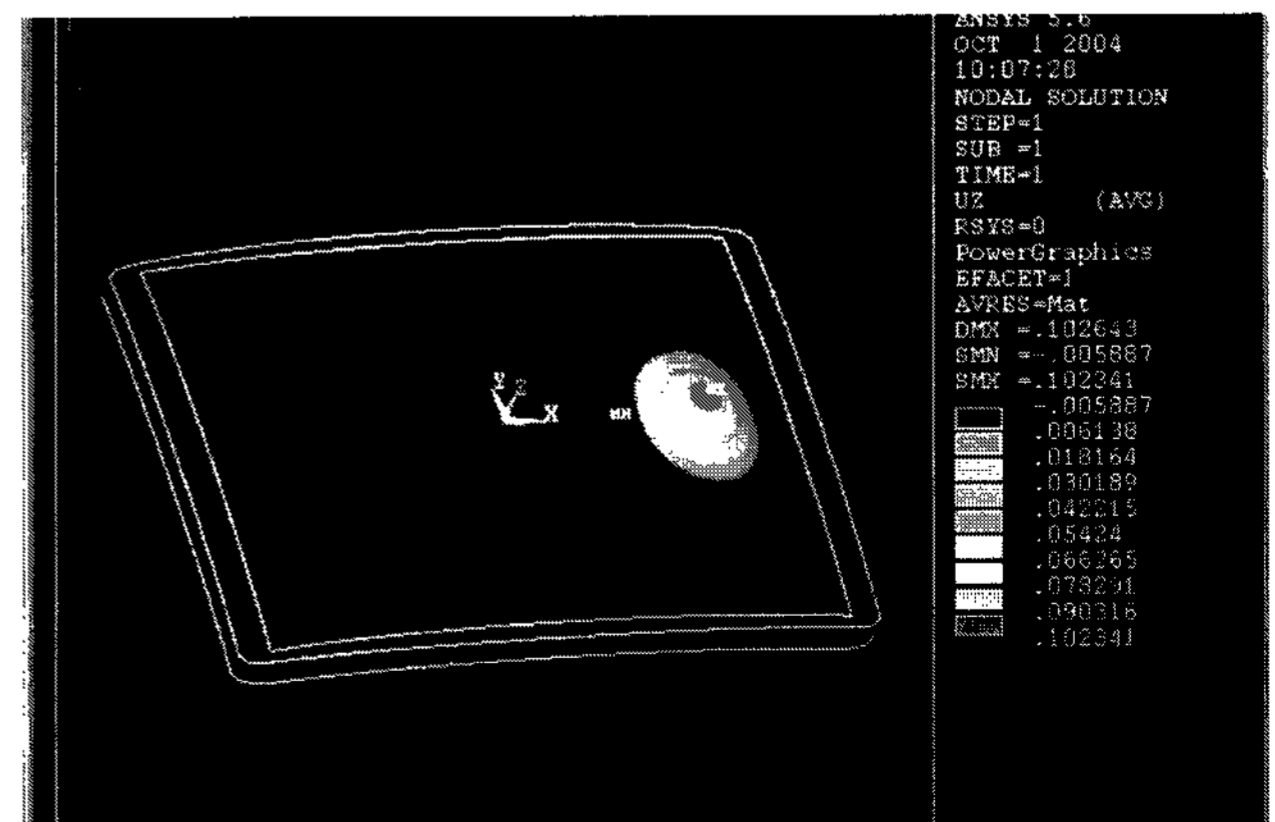 ANSYS 5.6
OCT 1 2004
10:07:28
NODAL SOLUTION
STEP=1
SUB =1
TIME=1
UZ (AVG)
RSYS=0
PowerGraphics
EFACET=1
AVRES=Mat
DMX =.102643
SMN =-.005887
SMX =.102341
-.005887
.006138
.018164
.030189
.042215
.05424
.066265
.078291
.090316
.102341
Y Z
X
MN